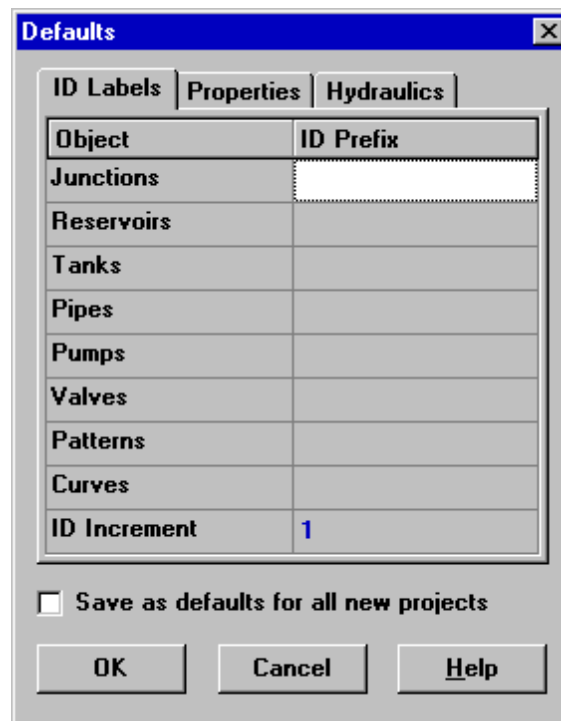 Defaults
ID Labels Properties Hydraulics
Object ID Prefix
Junctions
Reservoirs
Tanks
Pipes
Pumps
Valves
Patterns
Curves
ID Increment 1
Save as defaults for all new projects
OK Cancel Help